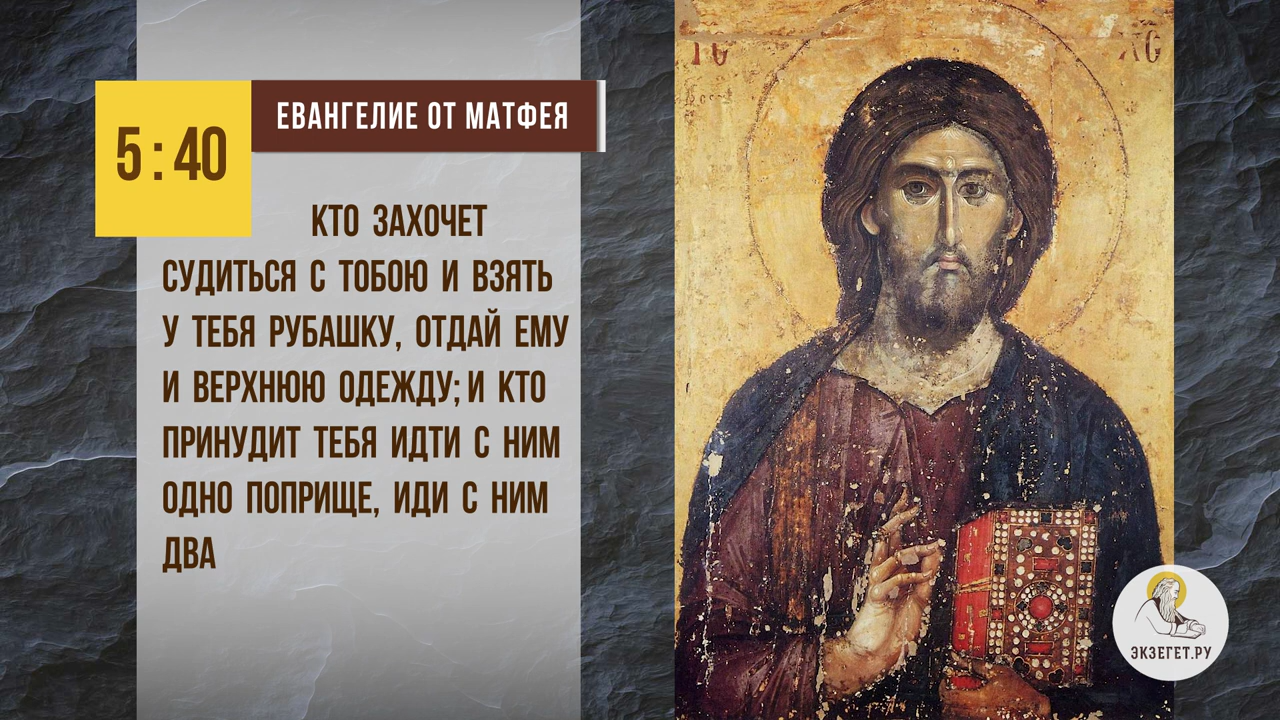 5:40
ЕВАНГЕЛИЕ ОТ МАТФЕЯ
КТО ЗАХОЧЕТ
СУДИТЬСЯ С ТОБОЮ И ВЗЯТЬ
У ТЕБЯ РУБАШКУ, ОТДАЙ ЕМУ
И ВЕРХНЮЮ ОДЕЖДУ; И КТО
ПРИНУДИТ ТЕБЯ ИДТИ С НИМ
ОДНО ПОПРИЩЕ, ИДИ С НИМ
ДВА
IC
XC
ЭКЗЕГЕТ.РУ